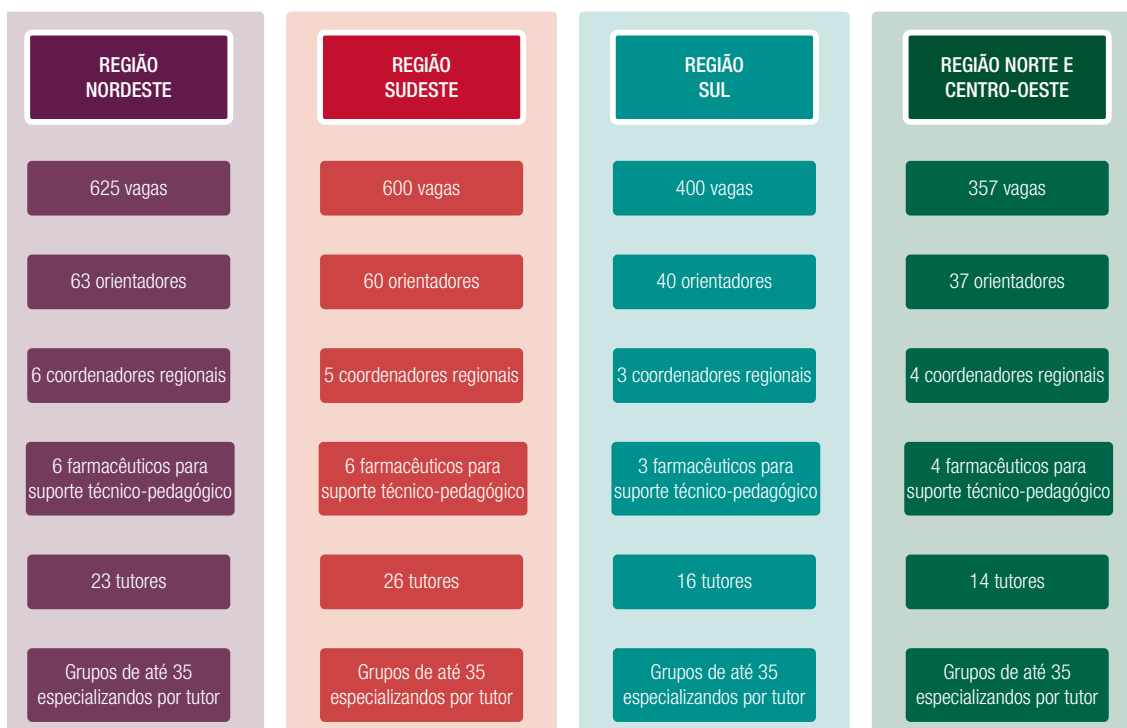 REGIÃO
NORDESTE
625 vagas
63 orientadores
6 coordenadores regionais
6 farmacêuticos para
suporte técnico-pedagógico
23 tutores
Grupos de até 35
especializandos por tutor
REGIÃO
SUDESTE
600 vagas
60 orientadores
5 coordenadores regionais
6 farmacêuticos para
suporte técnico-pedagógico
26 tutores
Grupos de até 35
especializandos por tutor
REGIÃO
SUL
400 vagas
40 orientadores
3 coordenadores regionais
3 farmacêuticos para
suporte técnico-pedagógico
16 tutores
Grupos de até 35
especializandos por tutor
REGIÃO NORTE E
CENTRO-OESTE
357 vagas
37 orientadores
4 coordenadores regionais
4 farmacêuticos para
suporte técnico-pedagógico
14 tutores
Grupos de até 35
especializandos por tutor